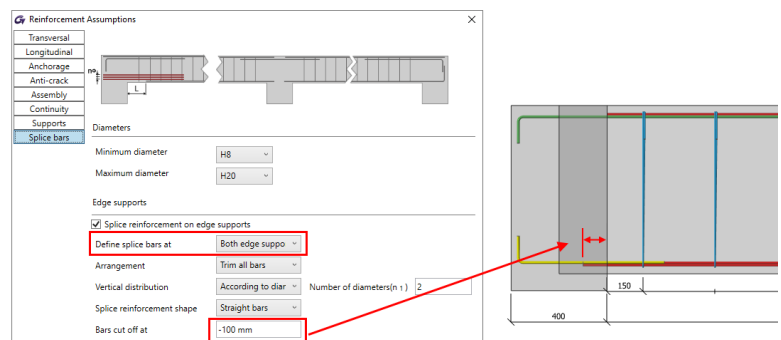 Reinforcement Assumptions
Transversal
Longitudinal
Anchorage
Anti-crack
Assembly
Continuity
Supports
Splice bars
L
Diameters
Minimum diameter H8
Maximum diameter H20
Edge supports
Splice reinforcement on edge supports
Define splice bars at Both edge suppo
Arrangement Trim all bars
Vertical distribution According to diar Number of diameters(n 1 ) 2
Splice reinforcement shape Straight bars
Bars cut off at -100 mm
150
400